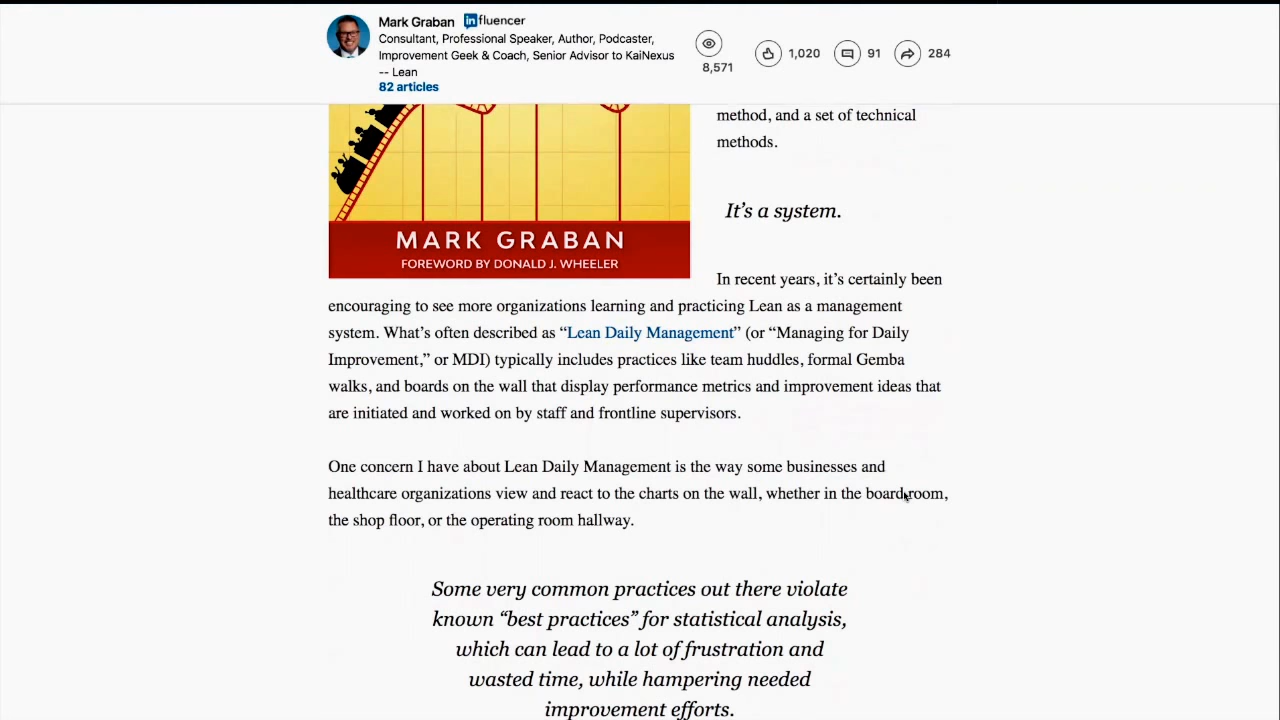 Mark Graban influencer
Consultant, Professional Speaker, Author, Podcaster,
Improvement Geek & Coach, Senior Advisor to KaiNexus
-- Lean
82 articles
8,571
1,020
91
284
method, and a set of technical
methods.
It’s a system.
MARK GRABAN
FOREWORD BY DONALD J. WHEELER
In recent years, it’s certainly been
encouraging to see more organizations learning and practicing Lean as a management
system. What’s often described as “Lean Daily Management” (or “Managing for Daily
Improvement,” or MDI) typically includes practices like team huddles, formal Gemba
walks, and boards on the wall that display performance metrics and improvement ideas that
are initiated and worked on by staff and frontline supervisors.
One concern I have about Lean Daily Management is the way some businesses and
healthcare organizations view and react to the charts on the wall, whether in the board room,
the shop floor, or the operating room hallway.
Some very common practices out there violate
known “best practices” for statistical analysis,
which can lead to a lot of frustration and
wasted time, while hampering needed
improvement efforts.